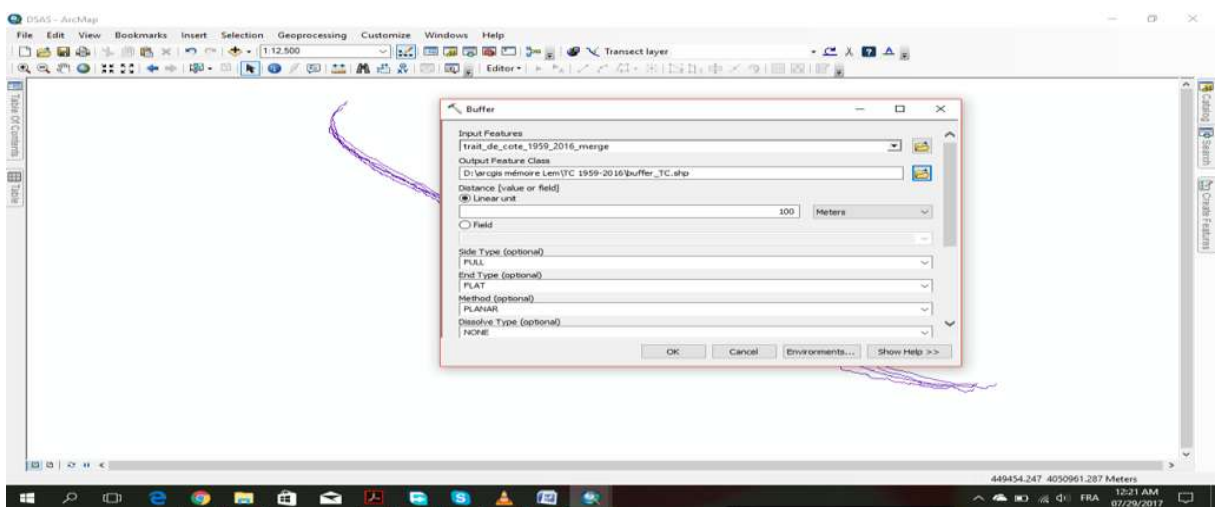 DSAS - ArcMap
File Edit View Bookmarks Insert Selection Geoprocessing Customize Windows Help
1:12,500
Transect layer
Editor
Table Of Contents
Table
Catalog
Search
Create Features
Buffer
Input Features
trait_de_cote_1959_2016_merge
Output Feature Class
D:\arcgis mémoire Lem\TC 1959-2016\buffer_TC.shp
Distance [value or field]
Linear unit
100 Meters
Field
Side Type (optional)
FULL
End Type (optional)
FLAT
Method (optional)
PLANAR
Dissolve Type (optional)
NONE
OK Cancel Environments... Show Help >>
449454.247 4050961.287 Meters
FRA
12:21 AM
07/29/2017